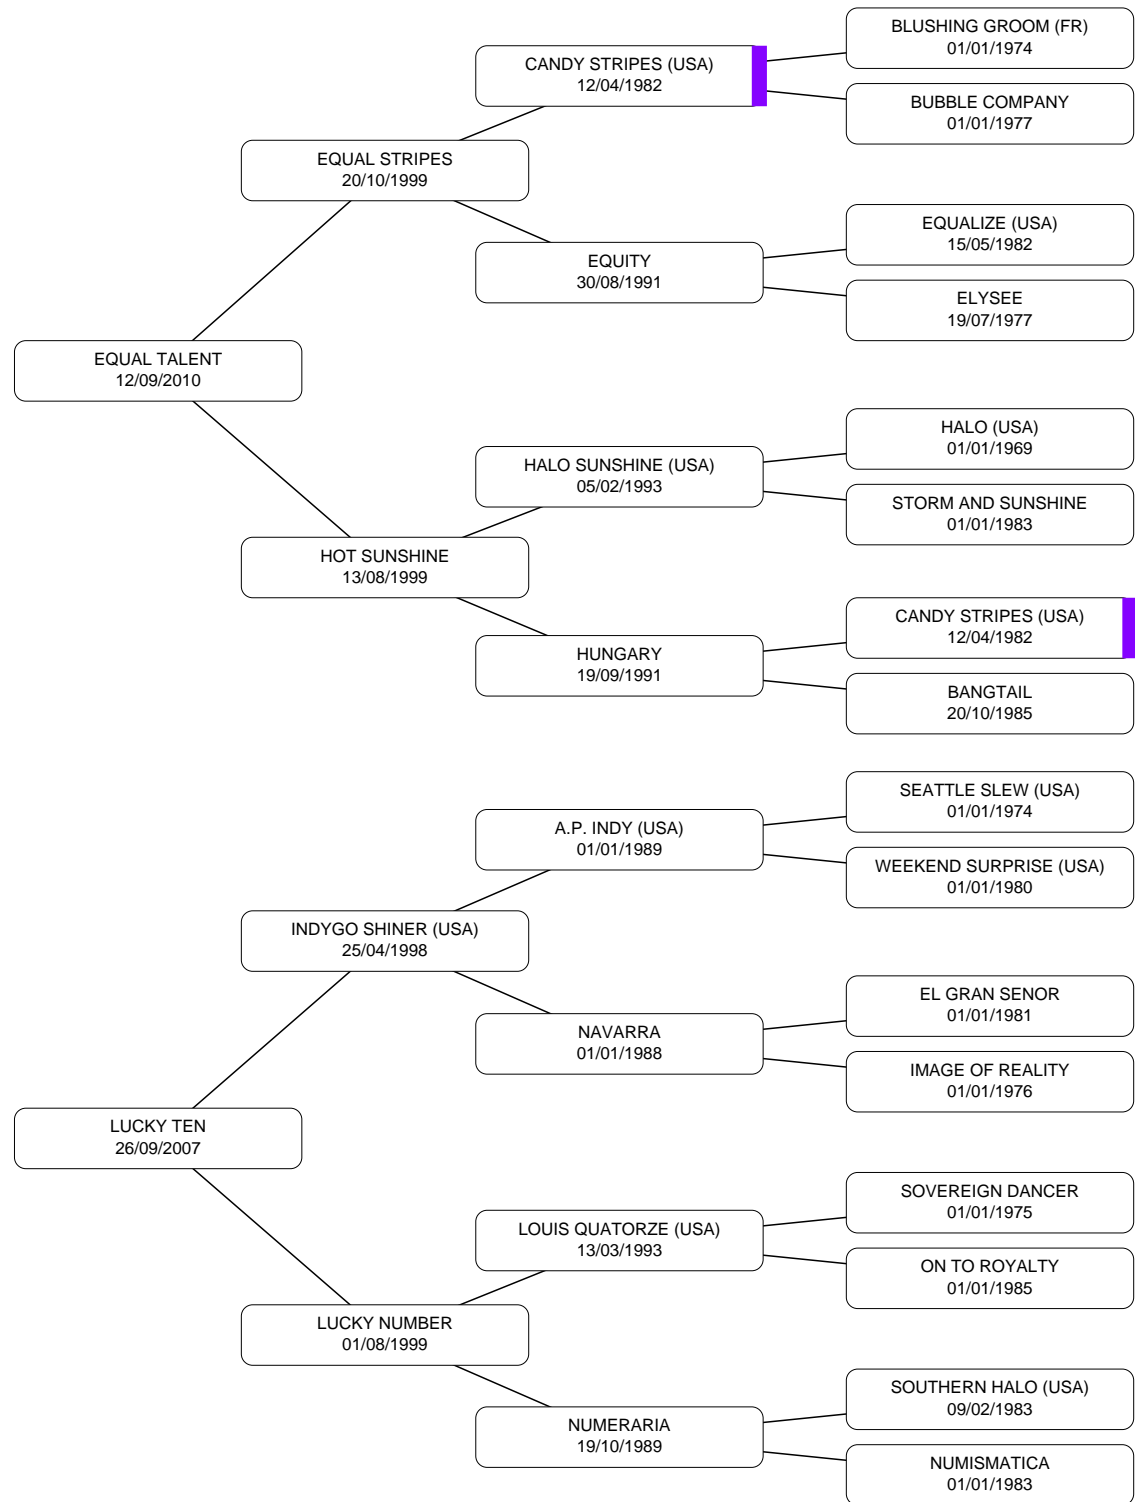 BLUSHING GROOM (FR)
01/01/1974
CANDY STRIPES (USA)
12/04/1982
BUBBLE COMPANY
01/01/1977
EQUAL STRIPES
20/10/1999
EQUALIZE (USA)
15/05/1982
EQUITY
30/08/1991
ELYSEE
19/07/1977
EQUAL TALENT
12/09/2010
HALO (USA)
01/01/1969
HALO SUNSHINE (USA)
05/02/1993
STORM AND SUNSHINE
01/01/1983
HOT SUNSHINE
13/08/1999
CANDY STRIPES (USA)
12/04/1982
HUNGARY
19/09/1991
BANGTAIL
20/10/1985
SEATTLE SLEW (USA)
01/01/1974
A.P. INDY (USA)
01/01/1989
WEEKEND SURPRISE (USA)
01/01/1980
INDYGO SHINER (USA)
25/04/1998
EL GRAN SENOR
01/01/1981
NAVARRA
01/01/1988
IMAGE OF REALITY
01/01/1976
LUCKY TEN
26/09/2007
SOVEREIGN DANCER
01/01/1975
LOUIS QUATORZE (USA)
13/03/1993
ON TO ROYALTY
01/01/1985
LUCKY NUMBER
01/08/1999
SOUTHERN HALO (USA)
09/02/1983
NUMERARIA
19/10/1989
NUMISMATICA
01/01/1983